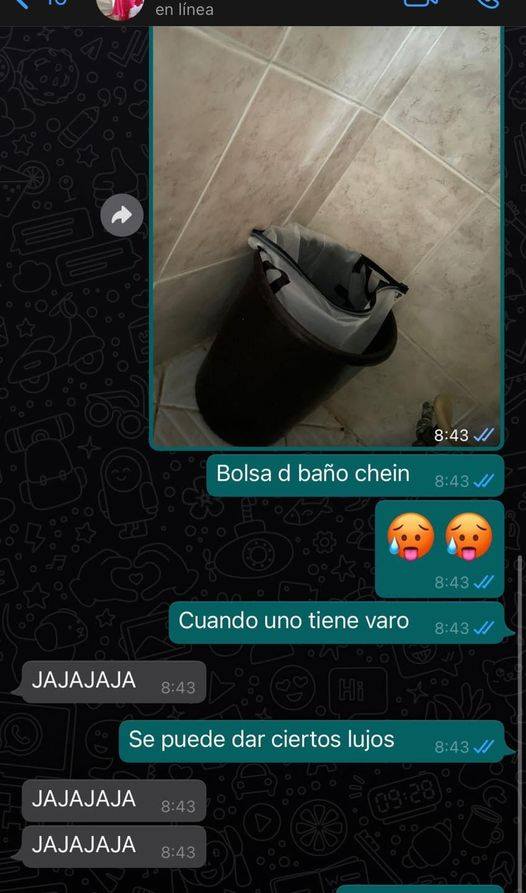 en línea
8:43
Bolsa d baño chein
8:43
🥵 🥵
8:43
Cuando uno tiene varo
8:43
JAJAJAJA
8:43
Se puede dar ciertos lujos
8:43
JAJAJAJA
8:43
JAJAJAJA
8:43